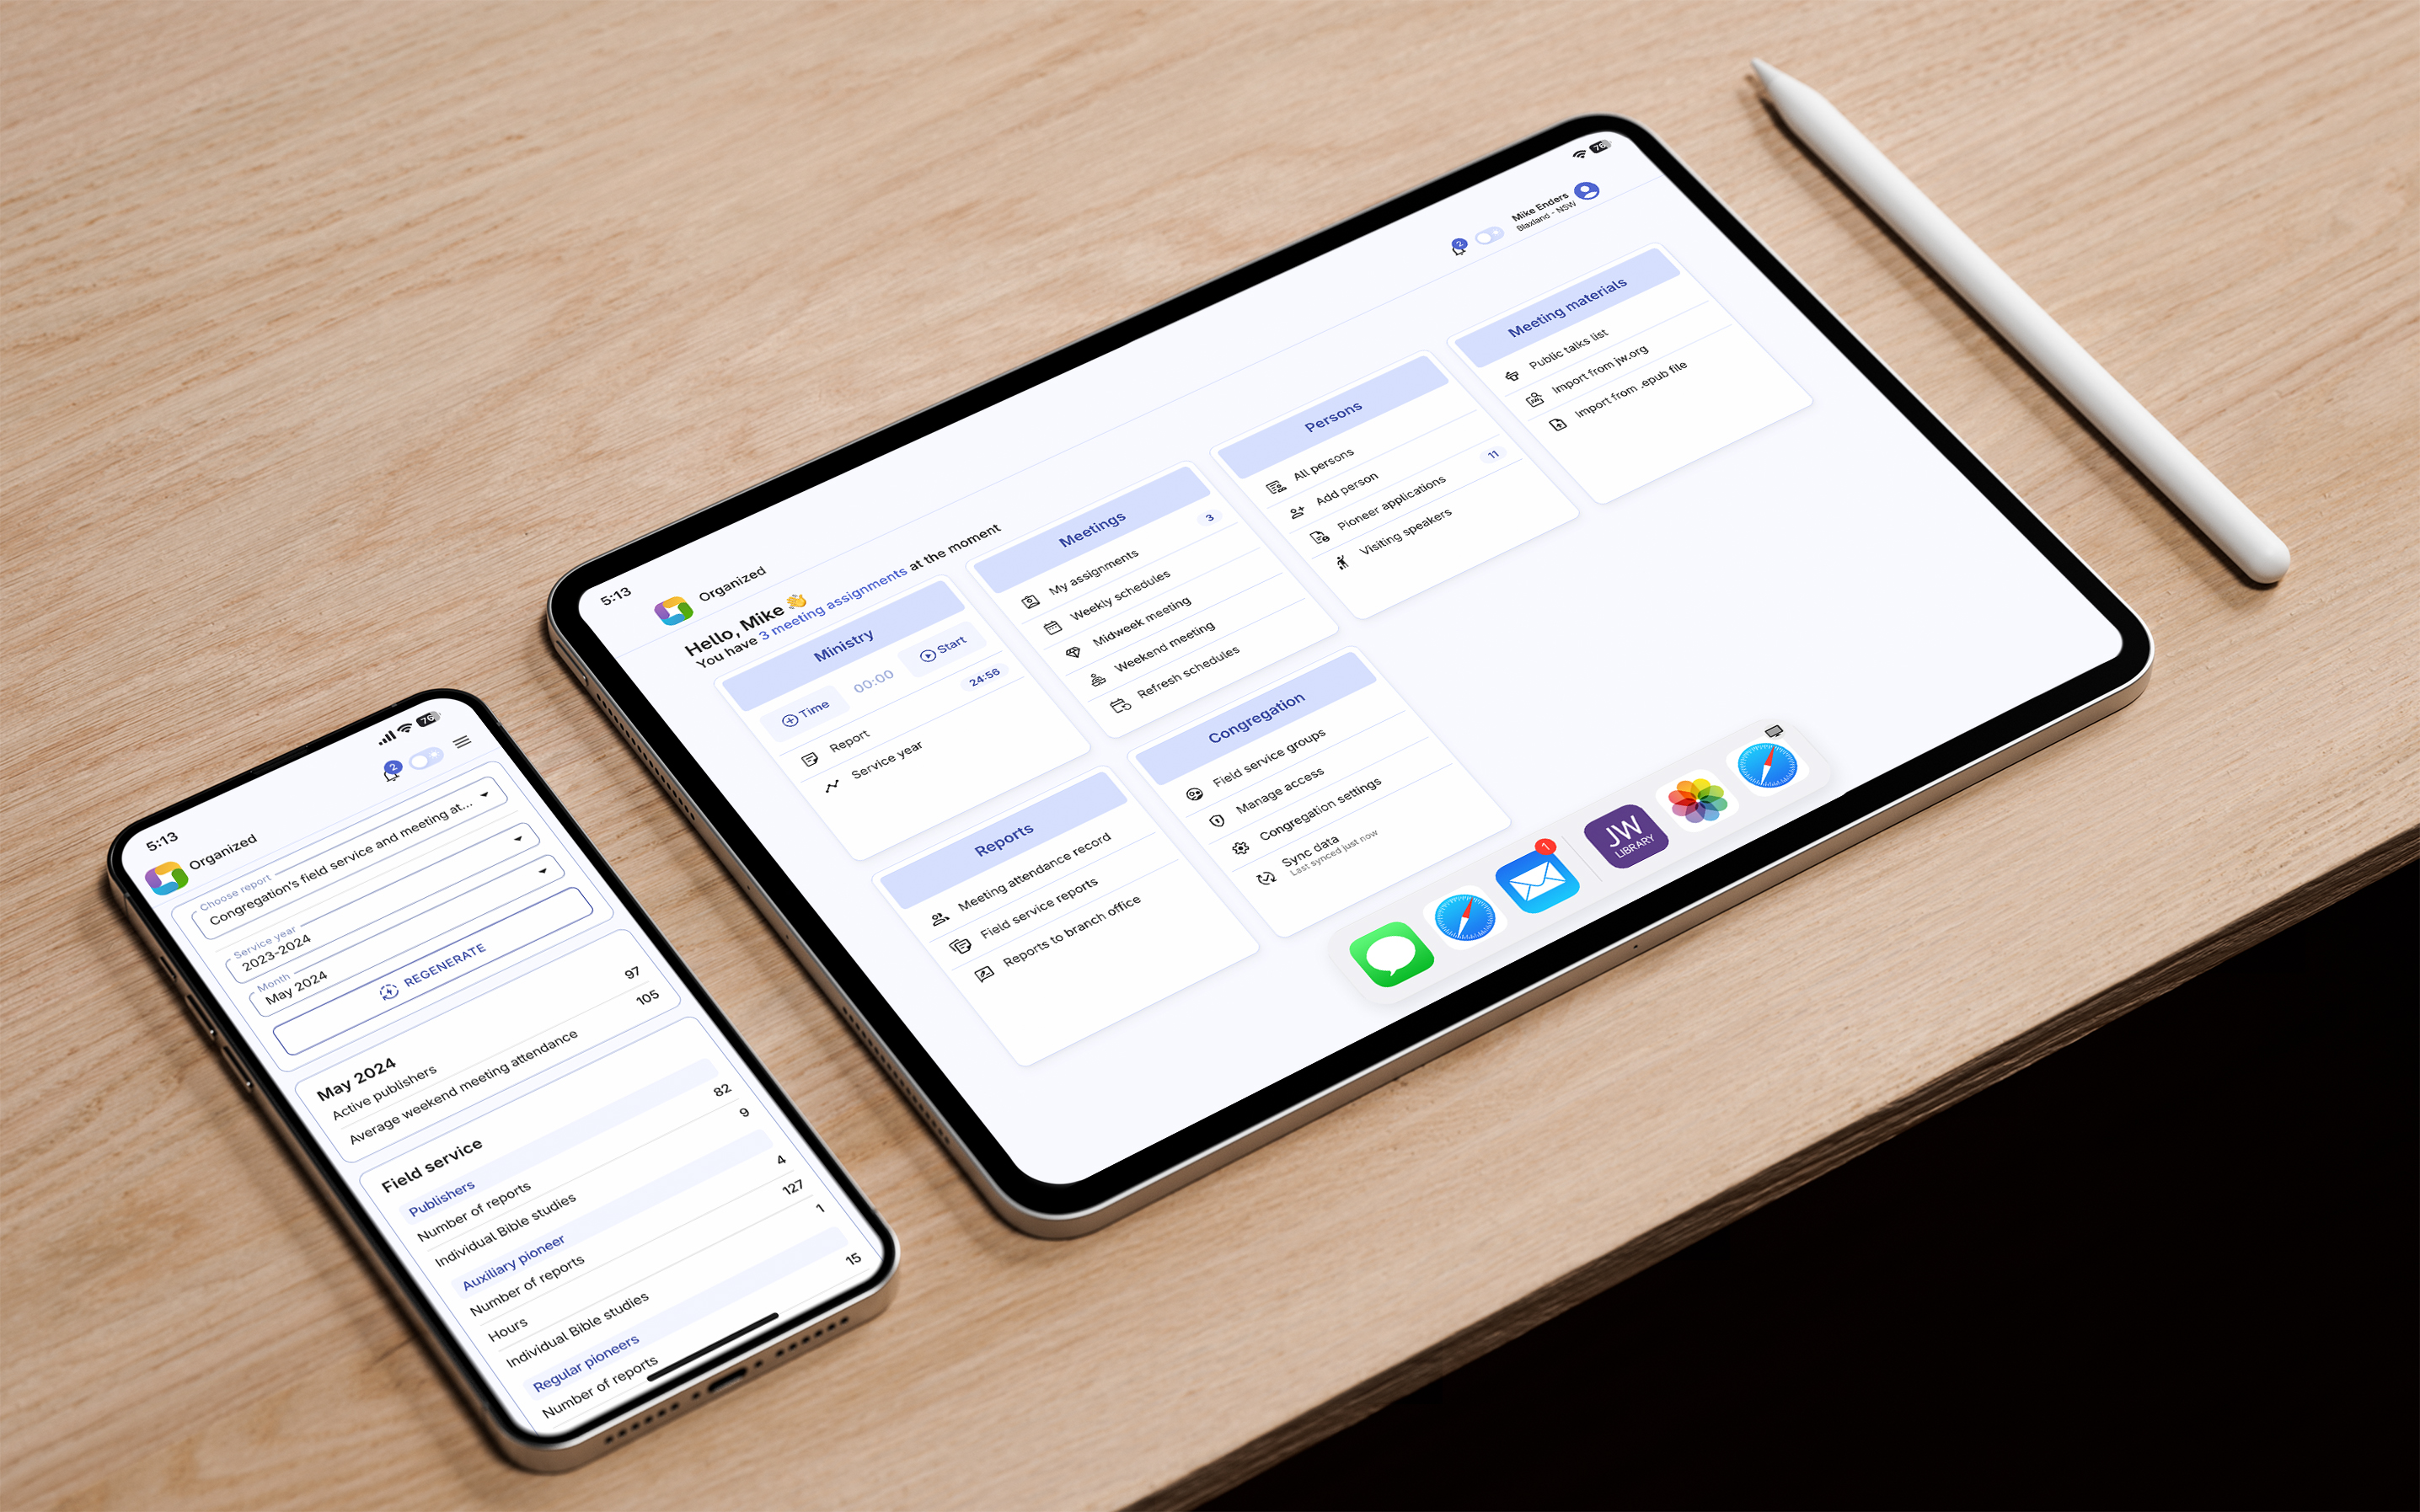 5:13
76
Organized
2
Choose report
Congregation's field service and meeting at...
Service year
2023-2024
Month
May 2024
REGENERATE
May 2024
Active publishers 97
Average weekend meeting attendance 105
Field service
Publishers
Number of reports 82
Individual Bible studies 9
Auxiliary pioneer
Number of reports 4
Hours 127
Individual Bible studies 1
Regular pioneers
Number of reports 15
5:13
76
Organized
2
Mike Enders
Blaxland - NSW
Hello, Mike 👋
You have 3 meeting assignments at the moment
Ministry
Time 00:00 Start
Report 24:56
Service year
Meetings
My assignments 3
Weekly schedules
Midweek meeting
Weekend meeting
Refresh schedules
Persons
All persons
Add person
Pioneer applications 11
Visiting speakers
Meeting materials
Public talks list
Import from jw.org
Import from .epub file
Reports
Meeting attendance record
Field service reports
Reports to branch office
Congregation
Field service groups
Manage access
Congregation settings
Sync data
Last synced just now
1
JW
LIBRARY